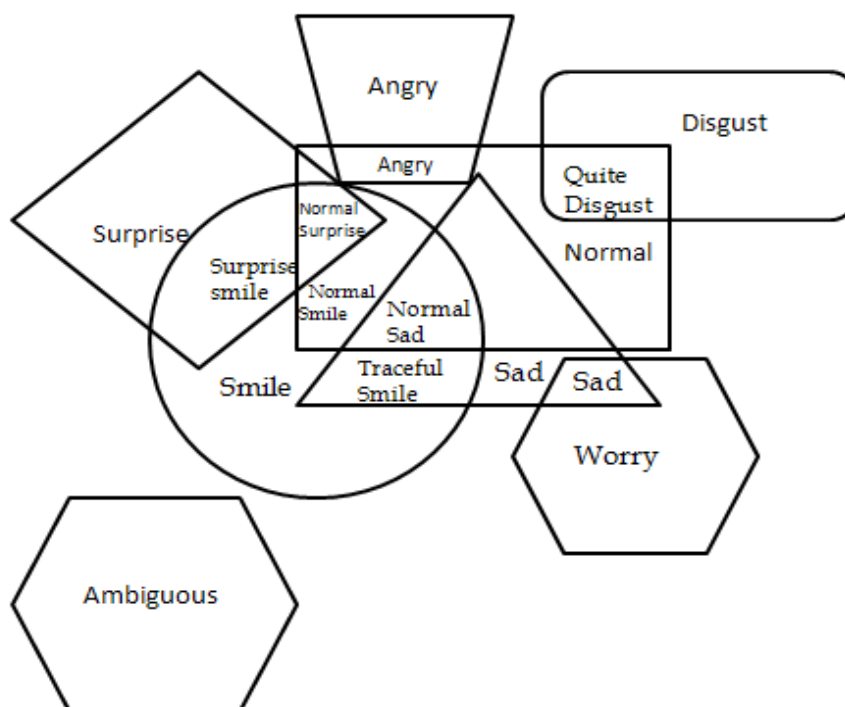 Angry
Disgust
Angry
Quite
Disgust
Normal
Surprise
Surprise
Normal
Surprise
smile
Normal
Smile
Normal
Sad
Traceful
Smile
Sad
Sad
Smile
Worry
Ambiguous